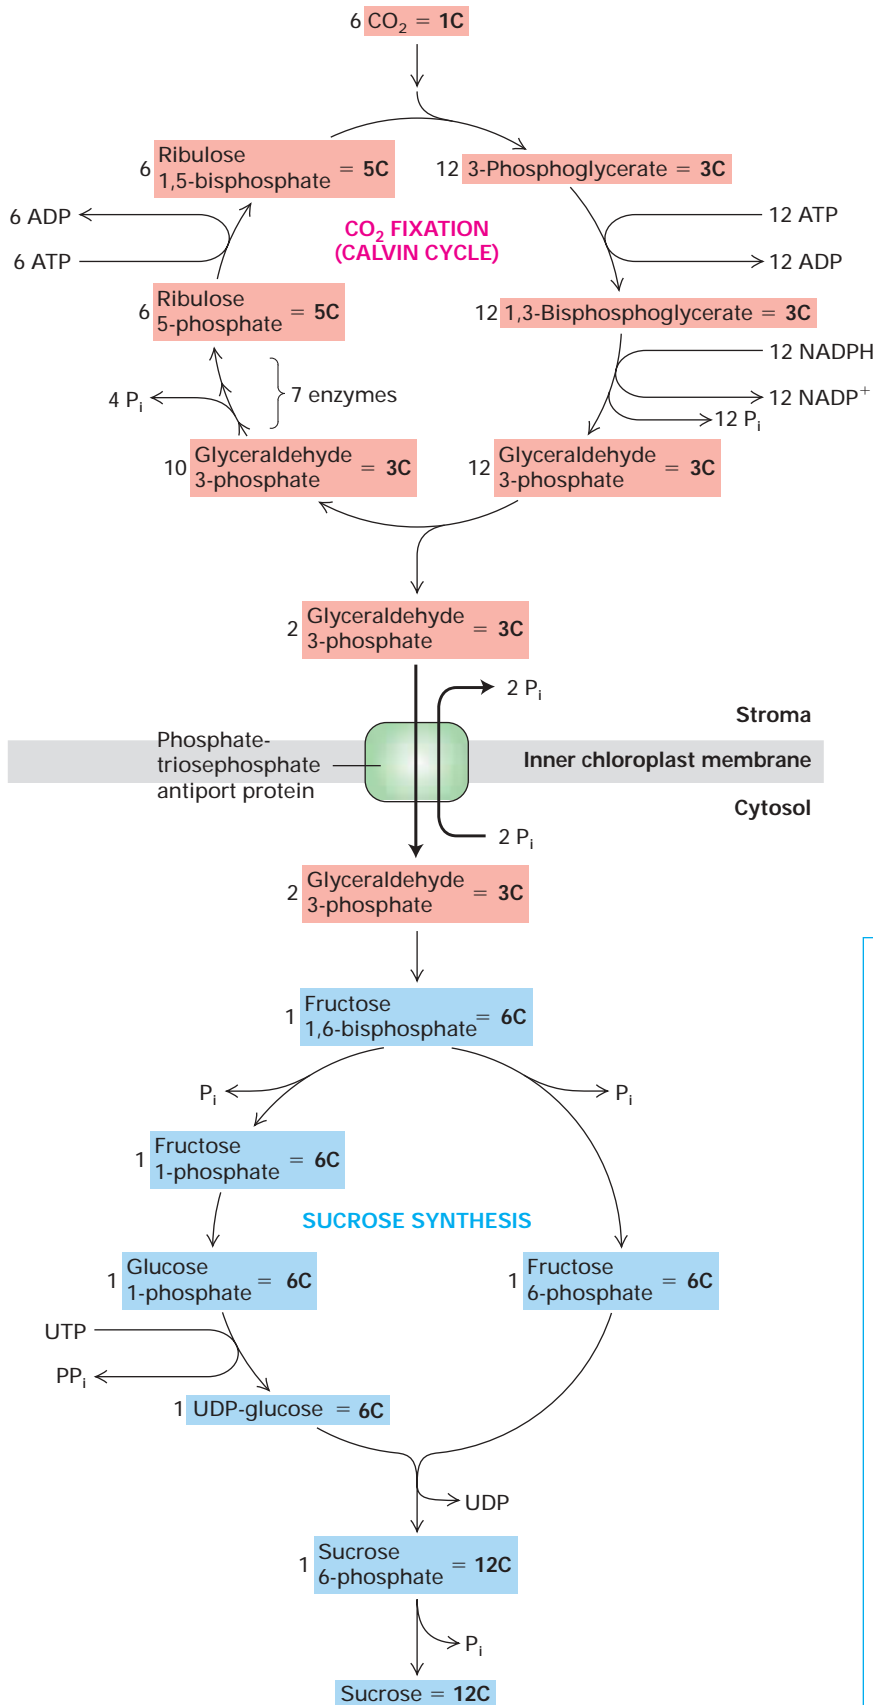 6 CO₂ = 1C
6 Ribulose
1,5-bisphosphate = 5C
12 3-Phosphoglycerate = 3C
6 ADP
6 ATP
CO₂ FIXATION
(CALVIN CYCLE)
12 ATP
12 ADP
6 Ribulose
5-phosphate = 5C
12 1,3-Bisphosphoglycerate = 3C
12 NADPH
12 NADP⁺
12 Pᵢ
4 Pᵢ
7 enzymes
10 Glyceraldehyde
3-phosphate = 3C
12 Glyceraldehyde
3-phosphate = 3C
2 Glyceraldehyde
3-phosphate = 3C
2 Pᵢ
Stroma
Phosphate-
triosephosphate
antiport protein
Inner chloroplast membrane
Cytosol
2 Pᵢ
2 Glyceraldehyde
3-phosphate = 3C
1 Fructose
1,6-bisphosphate = 6C
Pᵢ
Pᵢ
1 Fructose
1-phosphate = 6C
SUCROSE SYNTHESIS
1 Glucose
1-phosphate = 6C
1 Fructose
6-phosphate = 6C
UTP
PPᵢ
1 UDP-glucose = 6C
UDP
1 Sucrose
6-phosphate = 12C
Pᵢ
Sucrose = 12C